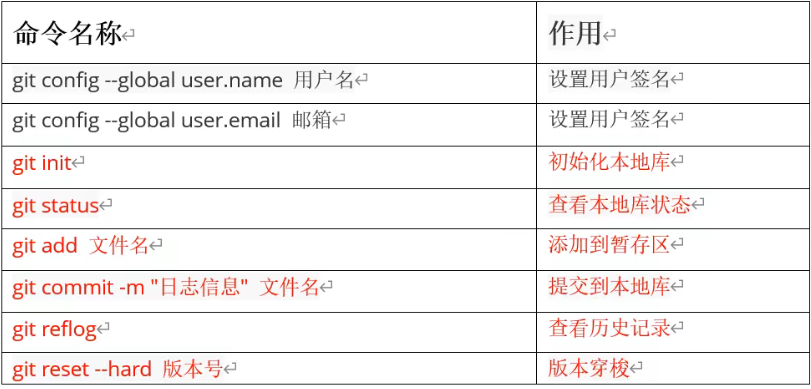 命令名称 作用
git config --global user.name 用户名 设置用户签名
git config --global user.email 邮箱 设置用户签名
git init 初始化本地库
git status 查看本地库状态
git add 文件名 添加到暂存区
git commit -m "日志信息" 文件名 提交到本地库
git reflog 查看历史记录
git reset --hard 版本号 版本穿梭